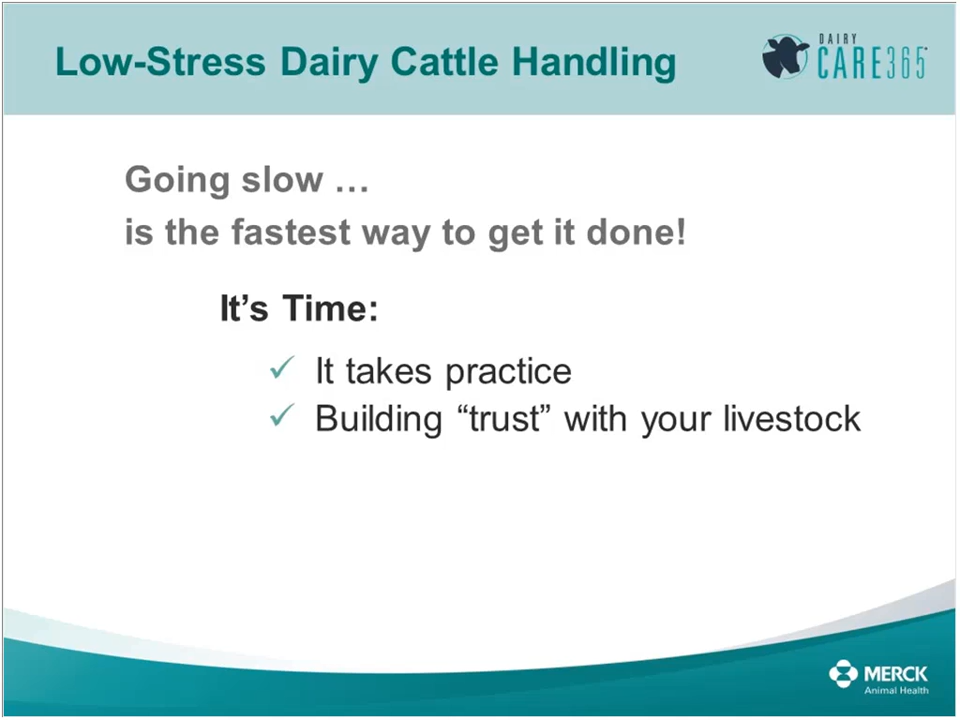 Low-Stress Dairy Cattle Handling
DAIRY
CARE365™
Going slow …
is the fastest way to get it done!
It’s Time:
✓ It takes practice
✓ Building “trust” with your livestock
MERCK
Animal Health